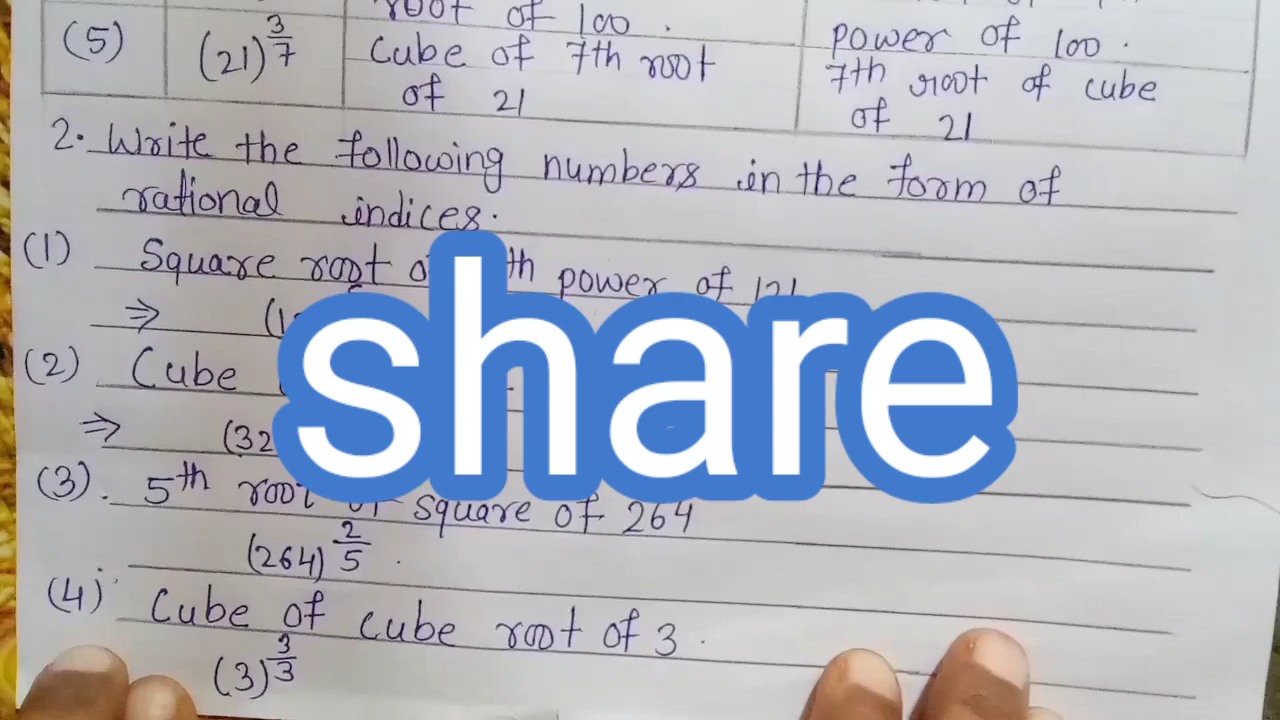 root of 100.
power of 100.
(5) (21)^3/7 Cube of 7th root of 21
7th root of cube of 21
2. Write the following numbers in the form of
rational indices.
(1) Square root th power of 121
⇒
(2) Cube
⇒ (32
(3). 5th root of square of 264
(264)^2/5.
(4) Cube of cube root of 3.
(3)^3/3
share